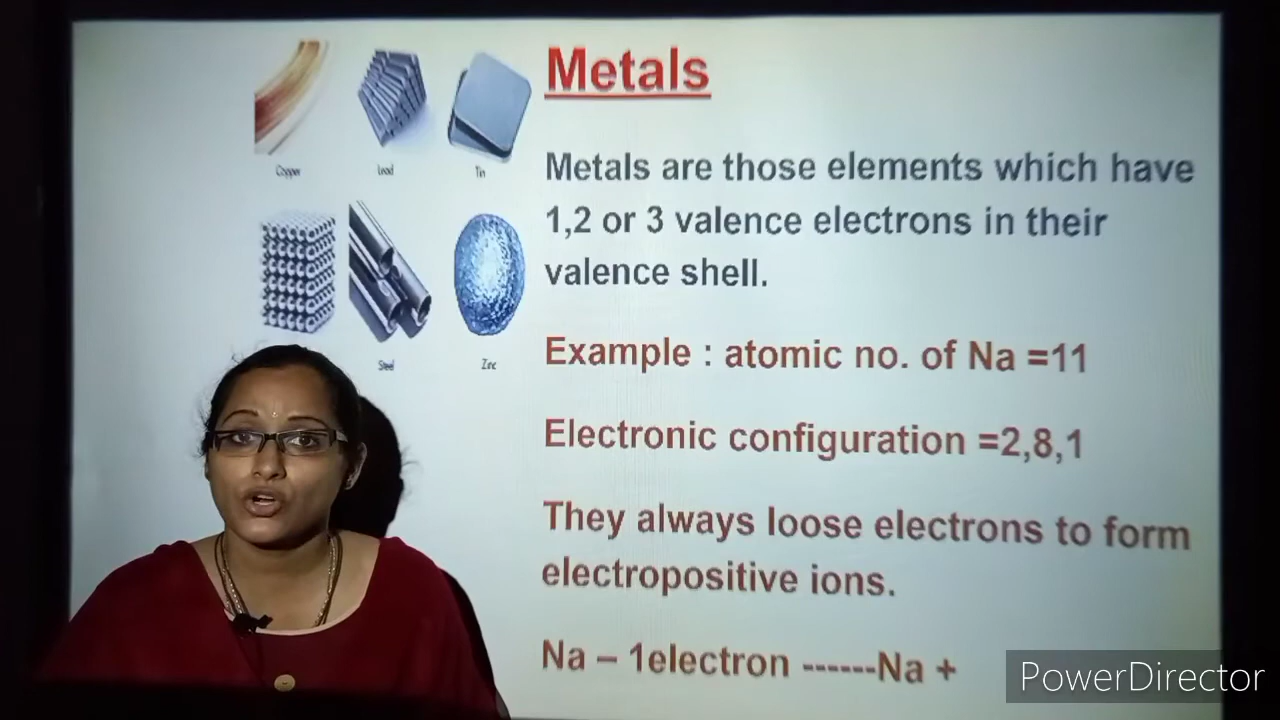 Metals
Copper
Lead
Tin
Metals are those elements which have
1,2 or 3 valence electrons in their
valence shell.
Steel
Zinc
Example : atomic no. of Na =11
Electronic configuration =2,8,1
They always loose electrons to form
electropositive ions.
Na – 1electron ------Na +
PowerDirector